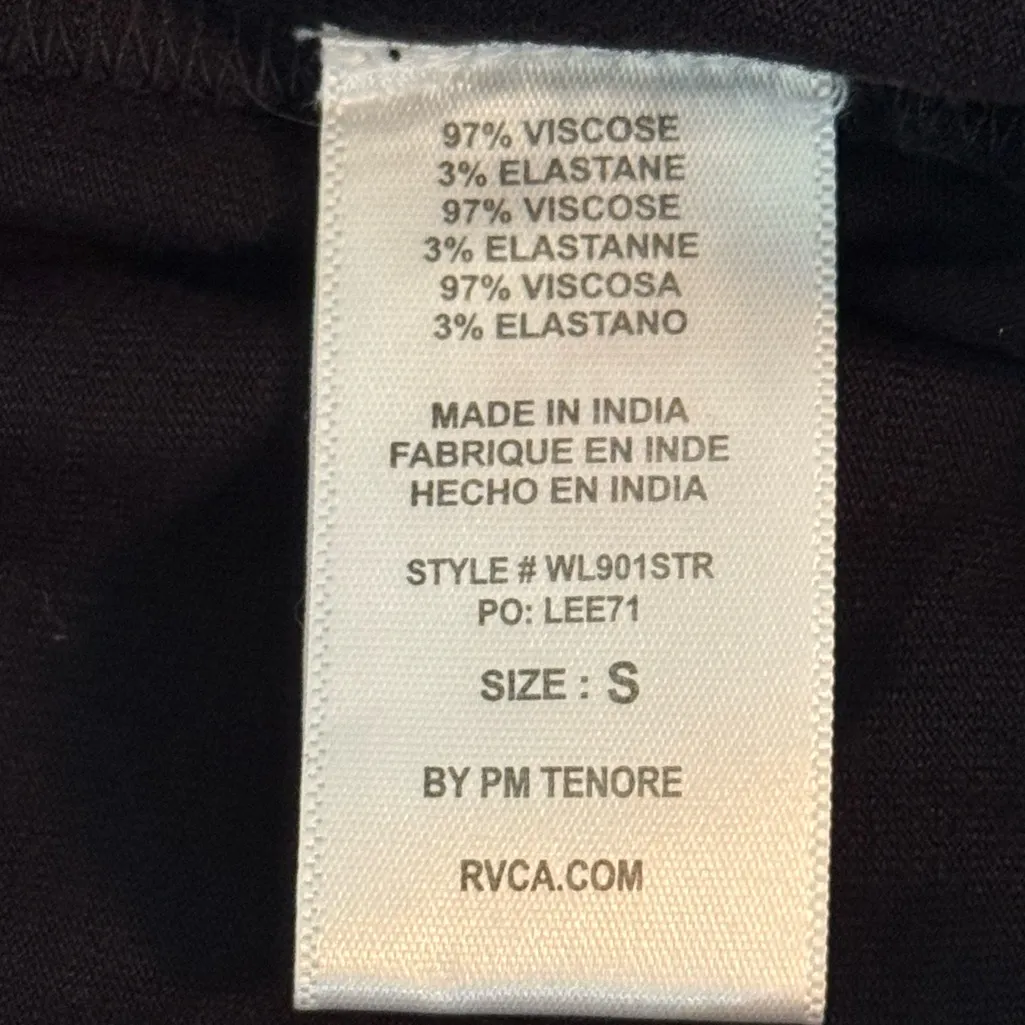 97% VISCOSE
3% ELASTANE
97% VISCOSE
3% ELASTANNE
97% VISCOSA
3% ELASTANO
MADE IN INDIA
FABRIQUE EN INDE
HECHO EN INDIA
STYLE # WL901STR
PO: LEE71
SIZE : S
BY PM TENORE
RVCA.COM